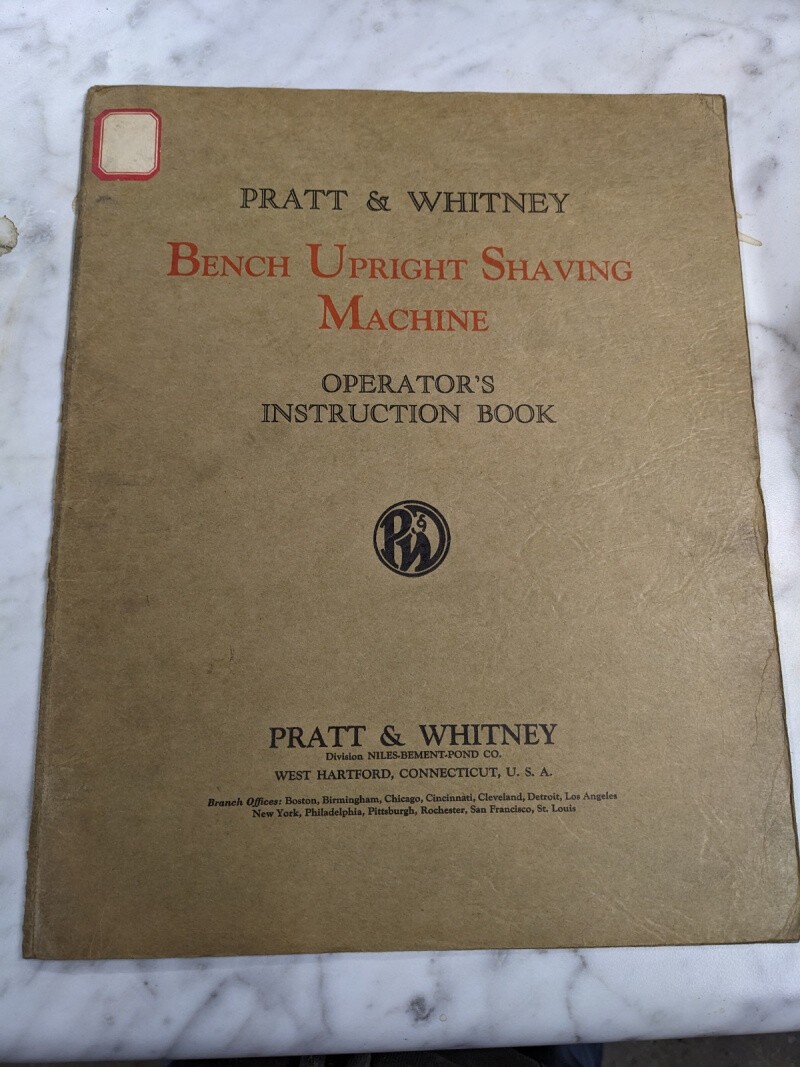 PRATT & WHITNEY
BENCH UPRIGHT SHAVING
MACHINE
OPERATOR'S
INSTRUCTION BOOK
P & W
PRATT & WHITNEY
Division NILES-BEMENT-POND CO.
WEST HARTFORD, CONNECTICUT, U. S. A.
Branch Offices: Boston, Birmingham, Chicago, Cincinnati, Cleveland, Detroit, Los Angeles
New York, Philadelphia, Pittsburgh, Rochester, San Francisco, St. Louis